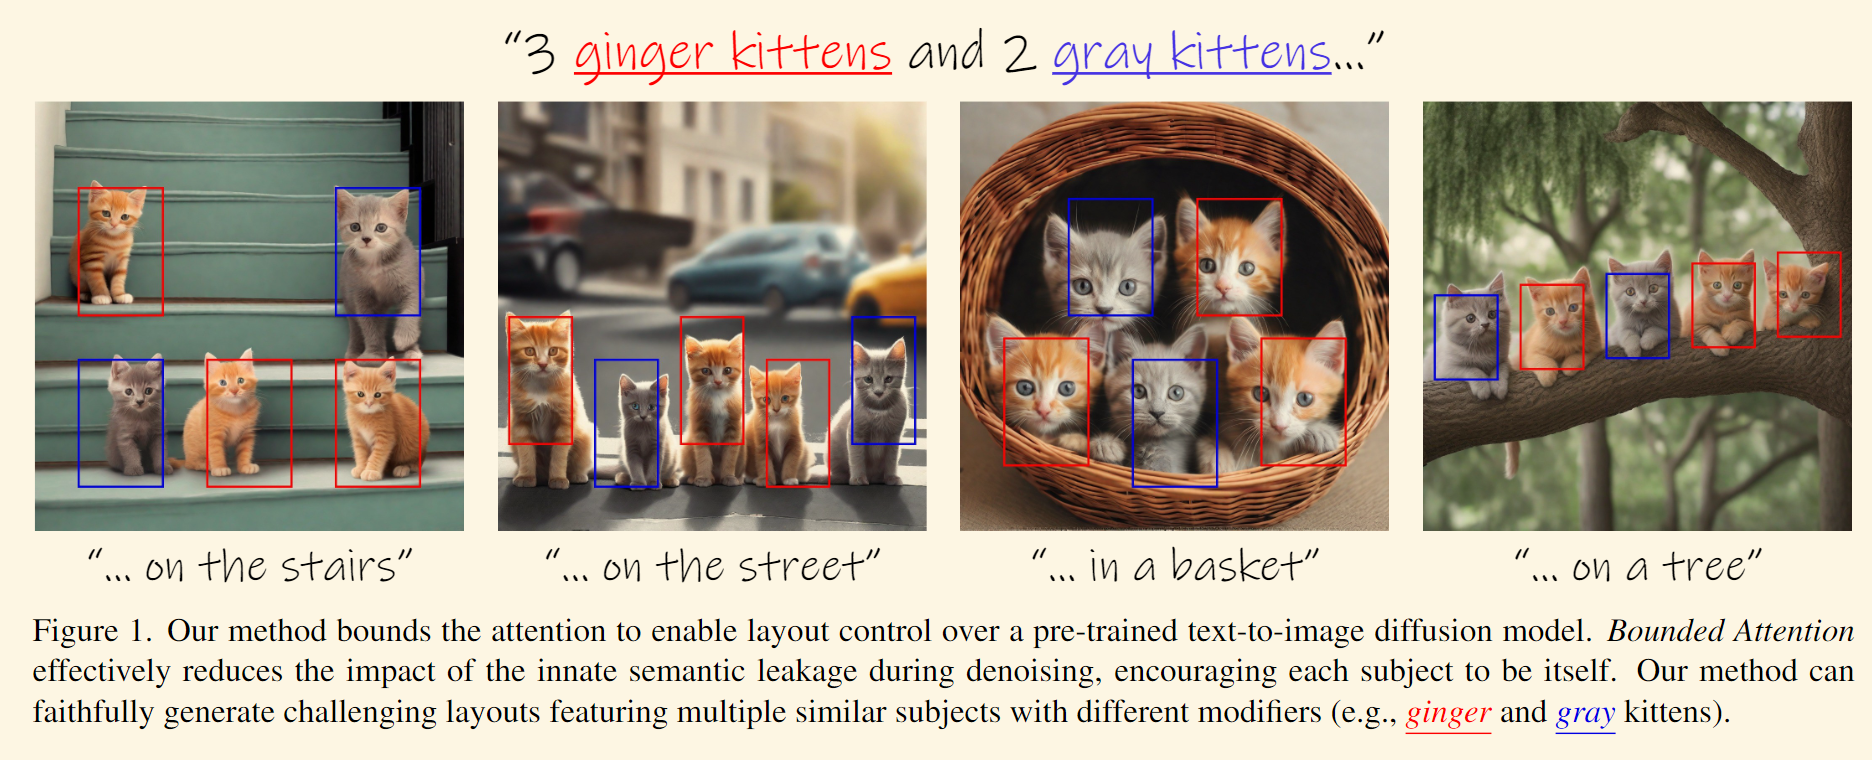 “3 ginger kittens and 2 gray kittens...”
“... on the stairs”
“... on the street”
“... in a basket”
“... on a tree”
Figure 1. Our method bounds the attention to enable layout control over a pre-trained text-to-image diffusion model. Bounded Attention
effectively reduces the impact of the innate semantic leakage during denoising, encouraging each subject to be itself. Our method can
faithfully generate challenging layouts featuring multiple similar subjects with different modifiers (e.g., ginger and gray kittens).